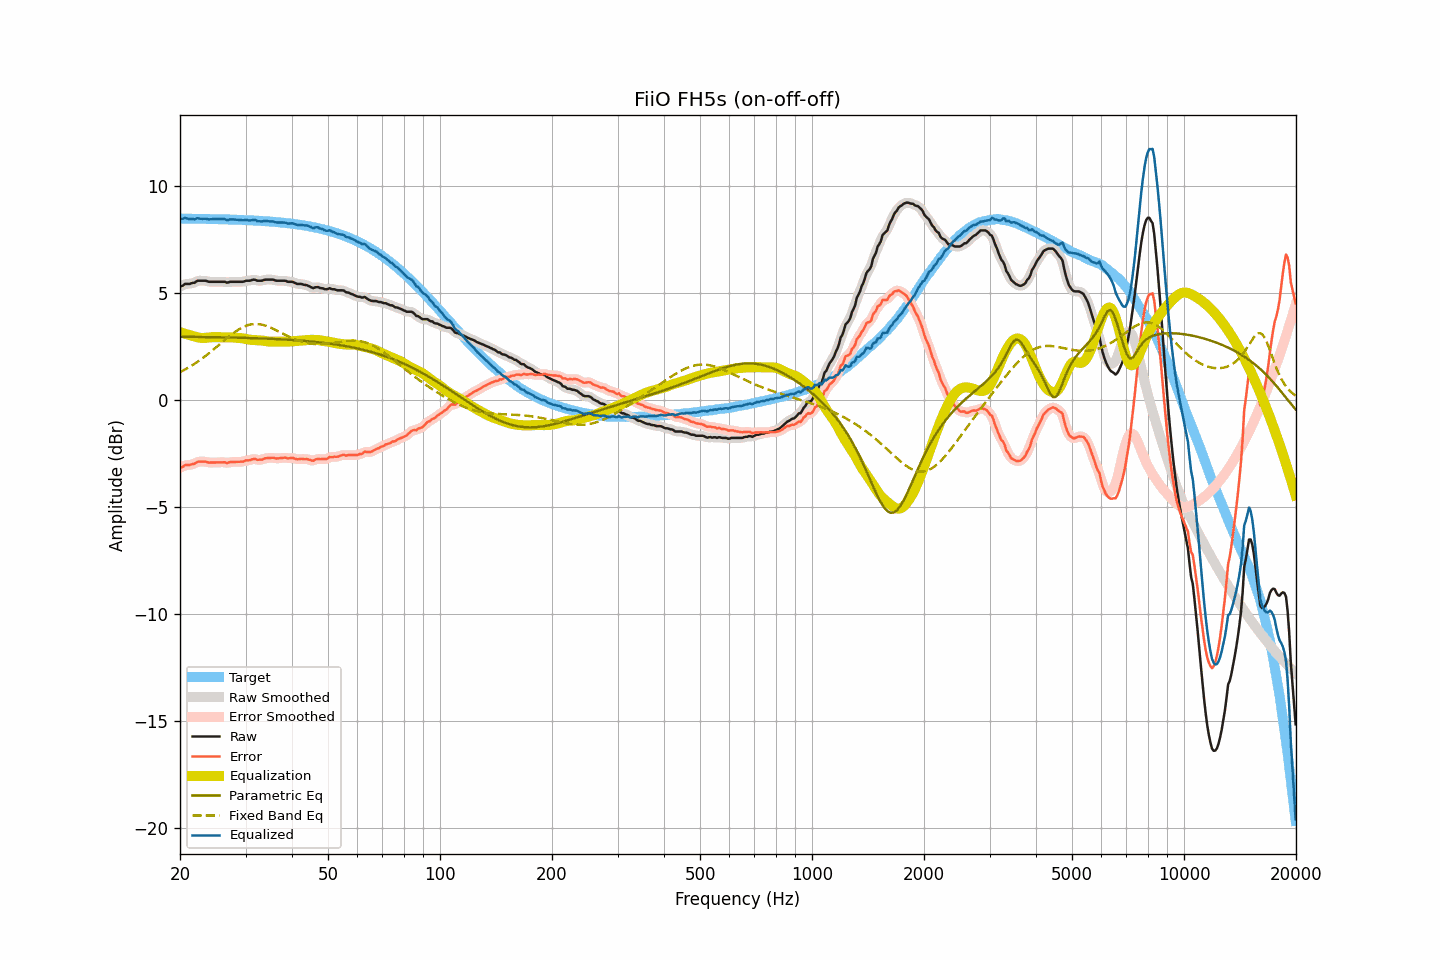 FiiO FH5s (on-off-off)
Amplitude (dBr)
10
5
0
−5
−10
−15
−20
Target
Raw Smoothed
Error Smoothed
Raw
Error
Equalization
Parametric Eq
Fixed Band Eq
Equalized
20 50 100 200 500 1000 2000 5000 10000 20000
Frequency (Hz)